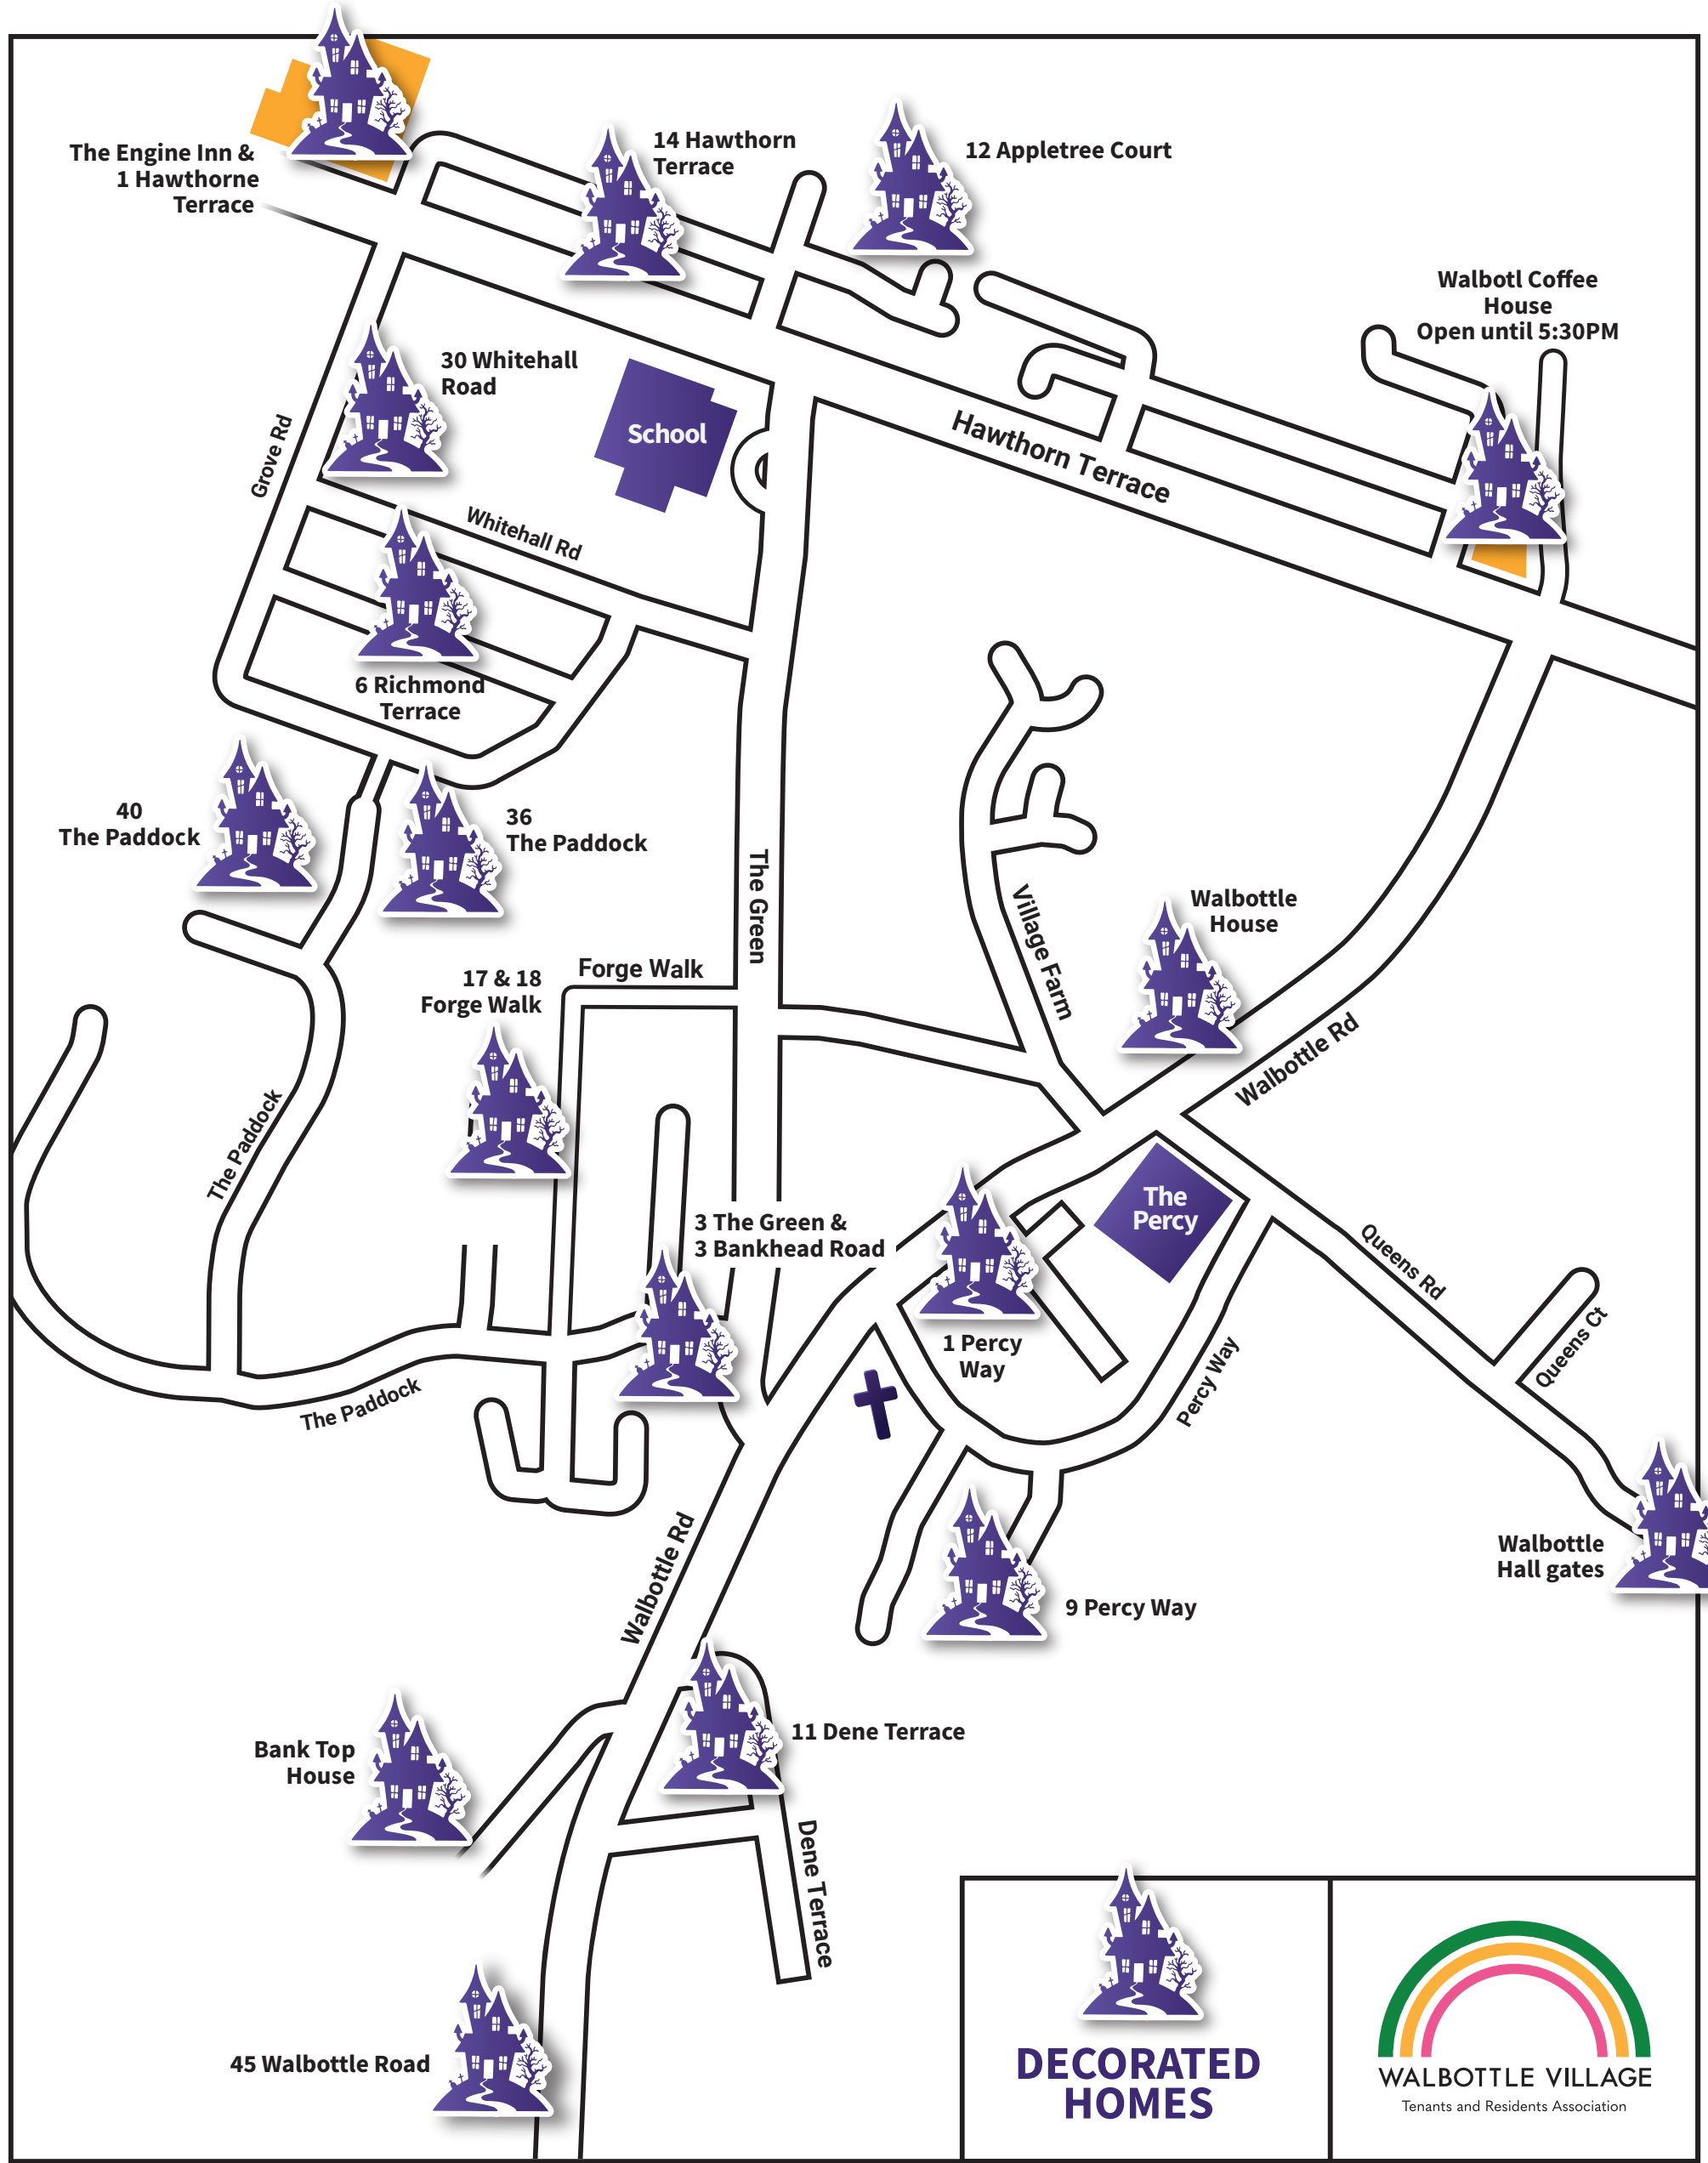 The Engine Inn &
1 Hawthorne
Terrace
14 Hawthorn
Terrace
12 Appletree Court
Walbotl Coffee
House
Open until 5:30PM
30 Whitehall
Road
School
Grove Rd
Hawthorn Terrace
Whitehall Rd
6 Richmond
Terrace
40
The Paddock
36
The Paddock
The Green
Village Farm
Walbottle
House
17 & 18
Forge Walk
Forge Walk
Walbottle Rd
The Paddock
The
Percy
3 The Green &
3 Bankhead Road
Queens Rd
Queens Ct
1 Percy
Way
Percy Way
The Paddock
Walbottle Rd
Walbottle
Hall gates
9 Percy Way
11 Dene Terrace
Bank Top
House
Dene Terrace
45 Walbottle Road
DECORATED
HOMES
WALBOTTLE VILLAGE
Tenants and Residents Association